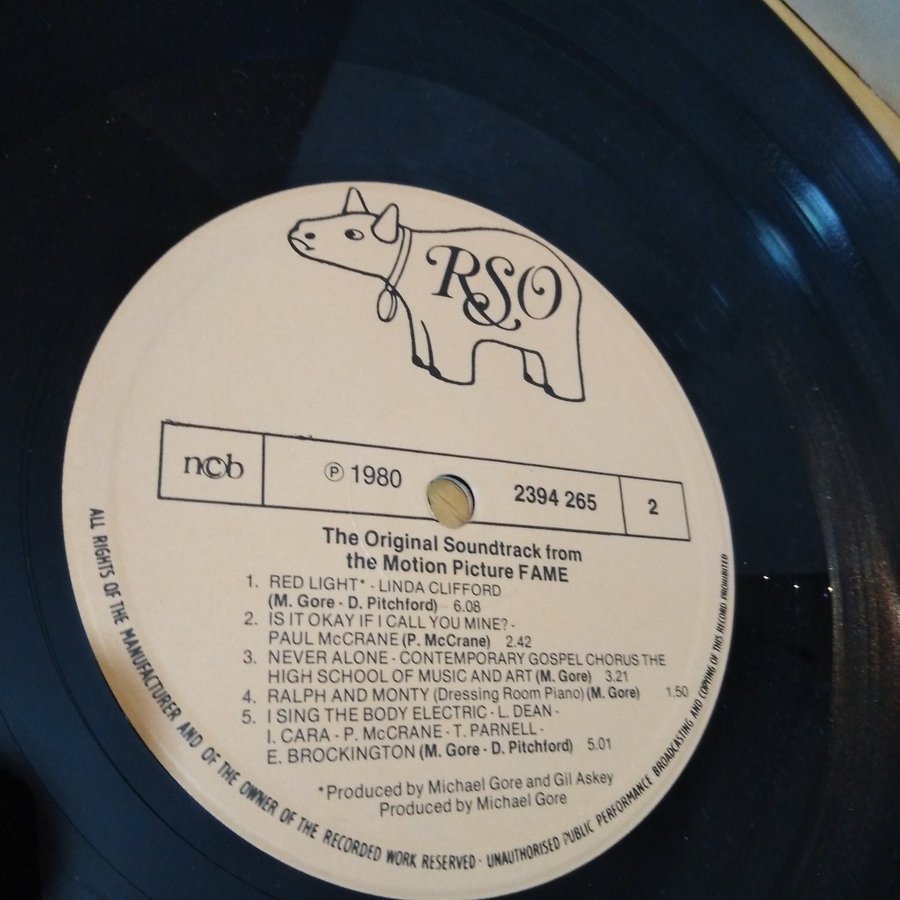 RSO
ncb
℗ 1980
2394 265
2
The Original Soundtrack from
the Motion Picture FAME
1. RED LIGHT* - LINDA CLIFFORD
(M. Gore - D. Pitchford) 6.08
2. IS IT OKAY IF I CALL YOU MINE? -
PAUL McCRANE (P. McCrane) 2.42
3. NEVER ALONE - CONTEMPORARY GOSPEL CHORUS THE
HIGH SCHOOL OF MUSIC AND ART (M. Gore) 3.21
4. RALPH AND MONTY (Dressing Room Piano) (M. Gore) 1.50
5. I SING THE BODY ELECTRIC - L. DEAN -
I. CARA - P. McCRANE - T. PARNELL -
E. BROCKINGTON (M. Gore - D. Pitchford) 5.01
*Produced by Michael Gore and Gil Askey
Produced by Michael Gore
ALL RIGHTS OF THE MANUFACTURER AND OF THE OWNER OF THE RECORDED WORK RESERVED · UNAUTHORISED PUBLIC PERFORMANCE BROADCASTING AND COPYING OF THIS RECORD PROHIBITED